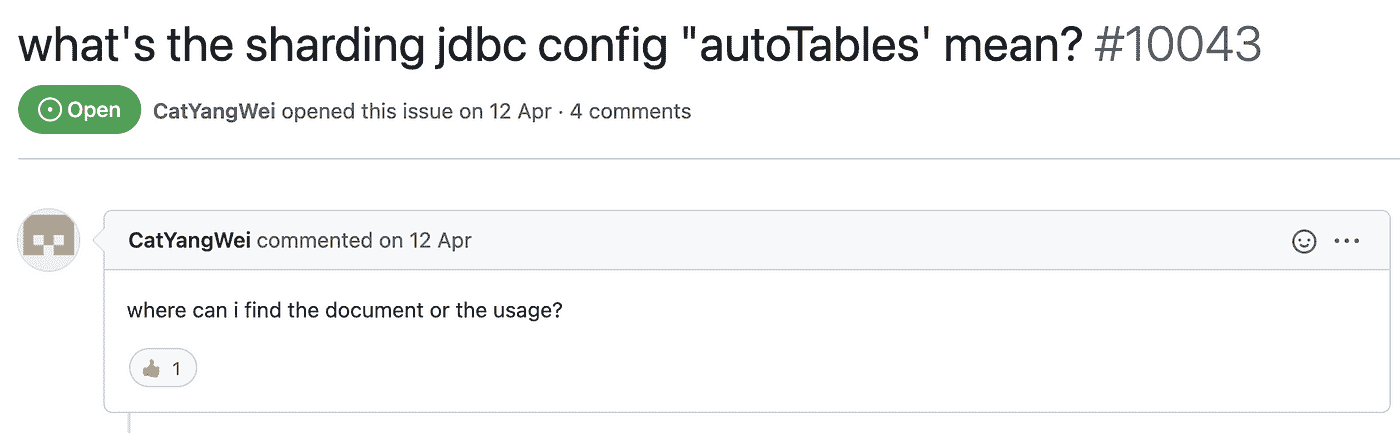 what's the sharding jdbc config "autoTables' mean? #10043
Open CatYangWei opened this issue on 12 Apr · 4 comments
CatYangWei commented on 12 Apr
where can i find the document or the usage?
1